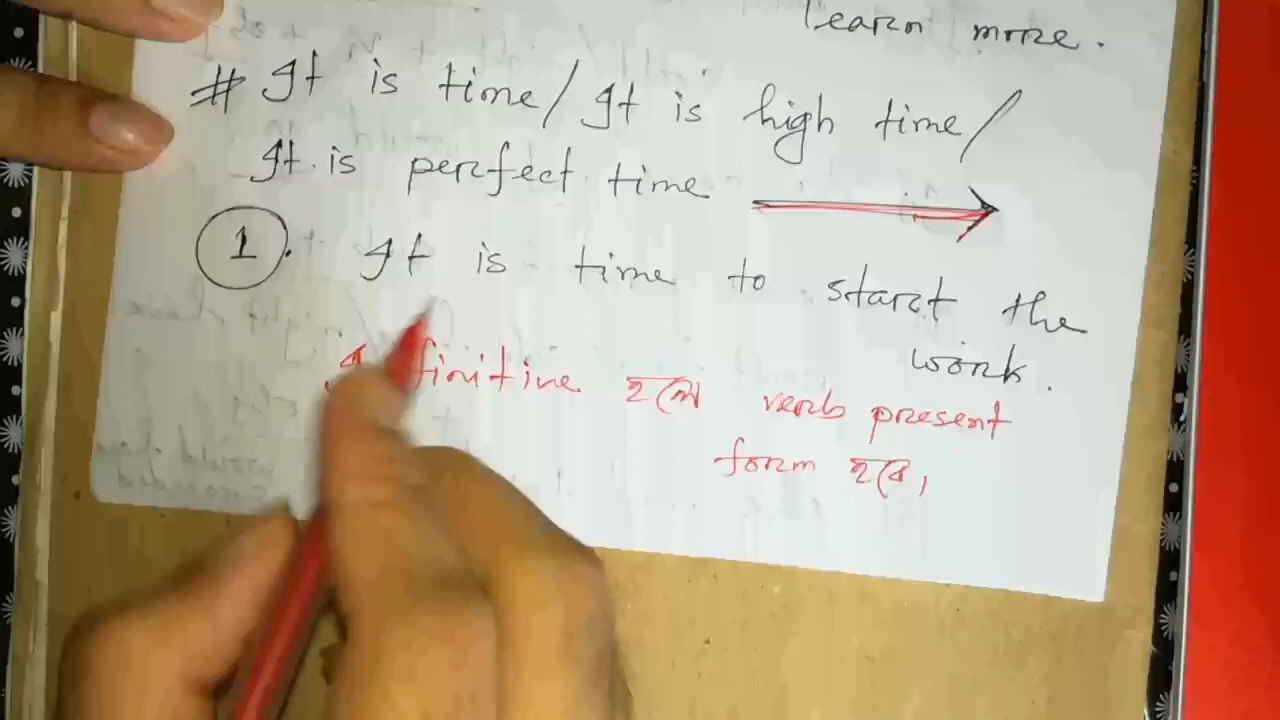 learn more.
# It is time/It is high time/
It is perfect time →
1. It is time to start the
work.
হলে verb present
form হবে,